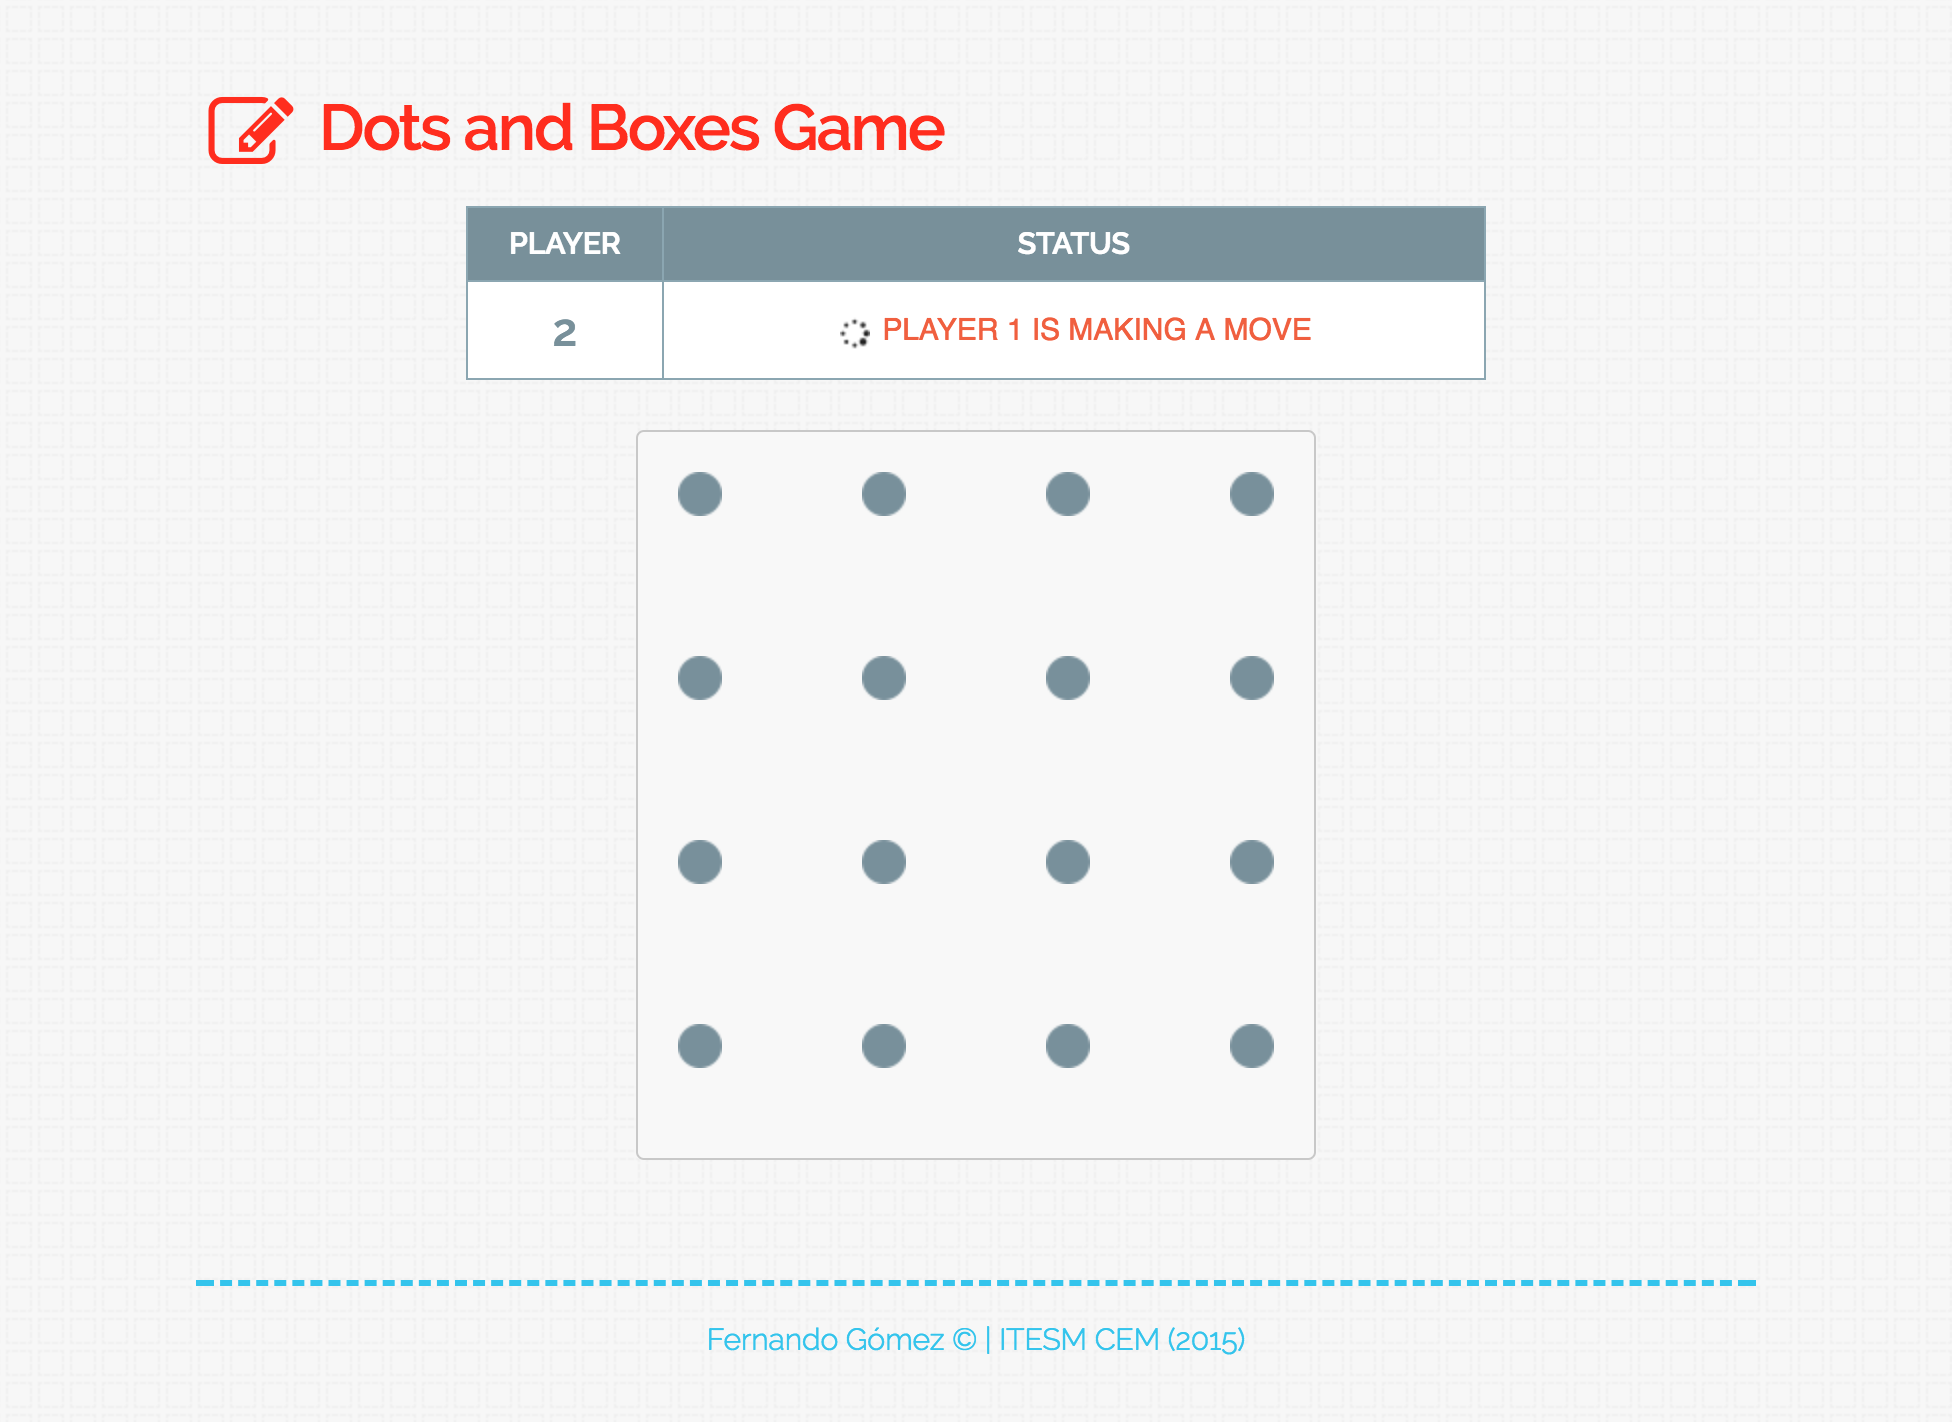 Dots and Boxes Game
PLAYER STATUS
2 PLAYER 1 IS MAKING A MOVE
Fernando Gómez © | ITESM CEM (2015)